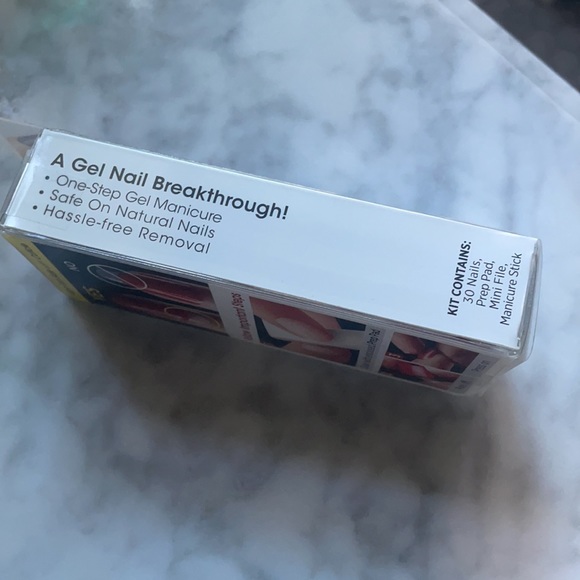 A Gel Nail Breakthrough!
• One-Step Gel Manicure
• Safe On Natural Nails
• Hassle-free Removal
KIT CONTAINS:
30 Nails,
Prep Pad,
Mini File,
Manicure Stick